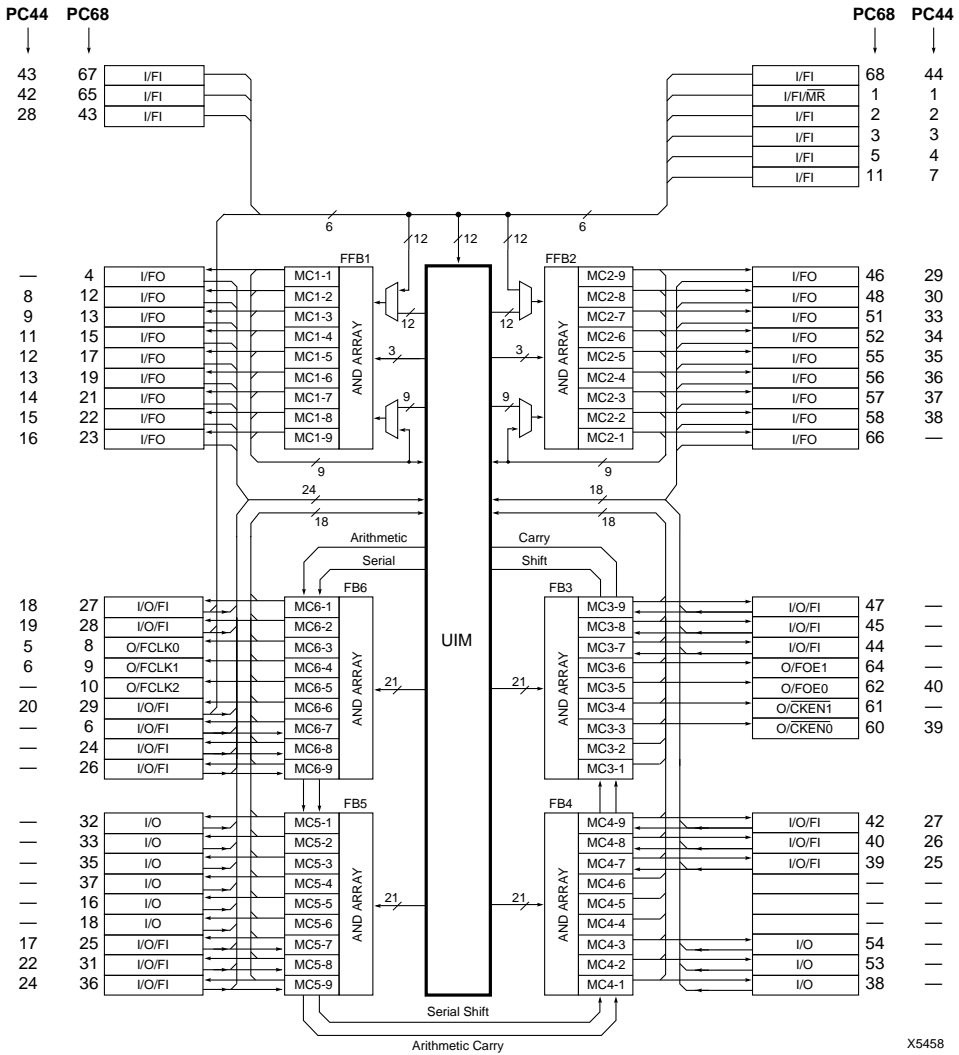 PC44 PC68 PC68 PC44
43 67 I/FI I/FI 68 44
42 65 I/FI I/FI/MR 1 1
28 43 I/FI I/FI 2 2
I/FI 3 3
I/FI 5 4
I/FI 11 7
6 6
12 12 12
FFB1 FFB2
— 4 I/FO MC1-1 MC2-9 I/FO 46 29
8 12 I/FO MC1-2 MC2-8 I/FO 48 30
9 13 I/FO MC1-3 12 12 MC2-7 I/FO 51 33
11 15 I/FO MC1-4 MC2-6 I/FO 52 34
12 17 I/FO MC1-5 AND ARRAY 3 3 AND ARRAY MC2-5 I/FO 55 35
13 19 I/FO MC1-6 MC2-4 I/FO 56 36
14 21 I/FO MC1-7 9 9 MC2-3 I/FO 57 37
15 22 I/FO MC1-8 MC2-2 I/FO 58 38
16 23 I/FO MC1-9 MC2-1 I/FO 66 —
9 9
24 18
18 18
Arithmetic Carry
Serial Shift
FB6 FB3
18 27 I/O/FI MC6-1 MC3-9 I/O/FI 47 —
19 28 I/O/FI MC6-2 UIM MC3-8 I/O/FI 45 —
5 8 O/FCLK0 MC6-3 MC3-7 I/O/FI 44 —
6 9 O/FCLK1 MC6-4 MC3-6 O/FOE1 64 —
— 10 O/FCLK2 MC6-5 AND ARRAY 21 21 AND ARRAY MC3-5 O/FOE0 62 40
20 29 I/O/FI MC6-6 MC3-4 O/CKEN1 61 —
— 6 I/O/FI MC6-7 MC3-3 O/CKEN0 60 39
— 24 I/O/FI MC6-8 MC3-2
— 26 I/O/FI MC6-9 MC3-1
FB5 FB4
— 32 I/O MC5-1 MC4-9 I/O/FI 42 27
— 33 I/O MC5-2 MC4-8 I/O/FI 40 26
— 35 I/O MC5-3 MC4-7 I/O/FI 39 25
— 37 I/O MC5-4 MC4-6 — —
— 16 I/O MC5-5 AND ARRAY 21 21 AND ARRAY MC4-5 — —
— 18 I/O MC5-6 MC4-4 — —
17 25 I/O/FI MC5-7 MC4-3 I/O 54 —
22 31 I/O/FI MC5-8 MC4-2 I/O 53 —
24 36 I/O/FI MC5-9 MC4-1 I/O 38 —
Serial Shift
Arithmetic Carry
X5458